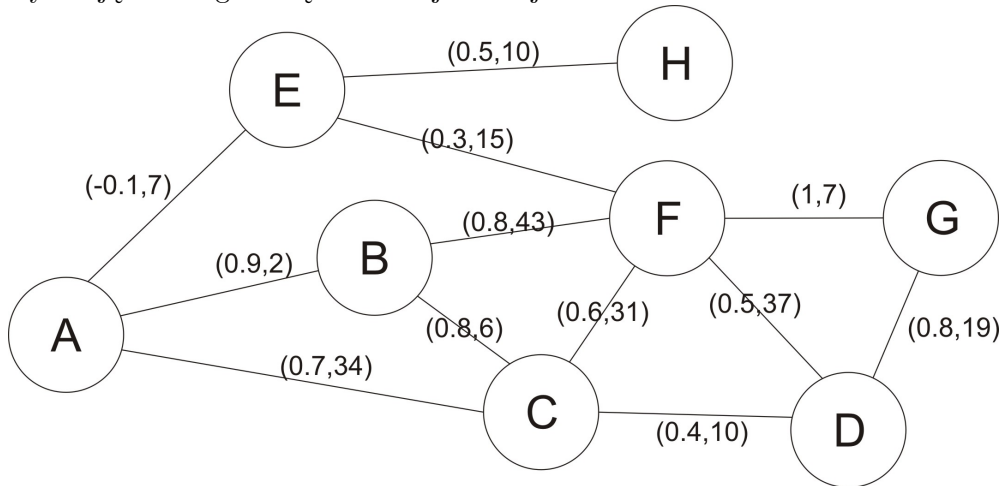 (0.5,10)
H
E
(0.3,15)
(-0.1,7)
(1,7)
G
F
(0.8,43)
B
(0.9,2)
(0.6,31)
(0.5,37)
(0.8,6)
(0.8,19)
A
(0.7,34)
C
D
(0.4,10)